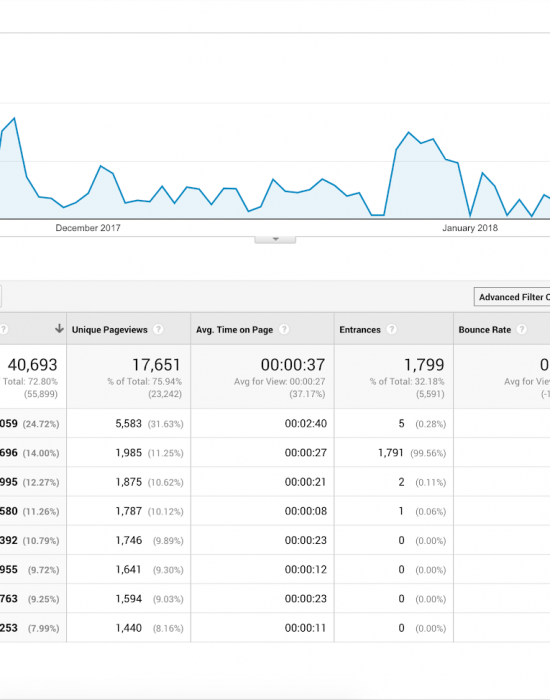 December 2017 January 2018
Advanced Filter
Unique Pageviews ? Avg. Time on Page ? Entrances ? Bounce Rate ?
40,693 17,651 00:00:37 1,799 0
Total: 72.80% % of Total: 75.94% Avg for View: 00:00:27 % of Total: 32.18% Avg for
(55,899) (23,242) (37.17%) (5,591)
059 (24.72%) 5,583 (31.63%) 00:02:40 5 (0.28%)
696 (14.00%) 1,985 (11.25%) 00:00:27 1,791 (99.56%)
995 (12.27%) 1,875 (10.62%) 00:00:21 2 (0.11%)
580 (11.26%) 1,787 (10.12%) 00:00:08 1 (0.06%)
392 (10.79%) 1,746 (9.89%) 00:00:23 0 (0.00%)
955 (9.72%) 1,641 (9.30%) 00:00:12 0 (0.00%)
763 (9.25%) 1,594 (9.03%) 00:00:23 0 (0.00%)
253 (7.99%) 1,440 (8.16%) 00:00:11 0 (0.00%)